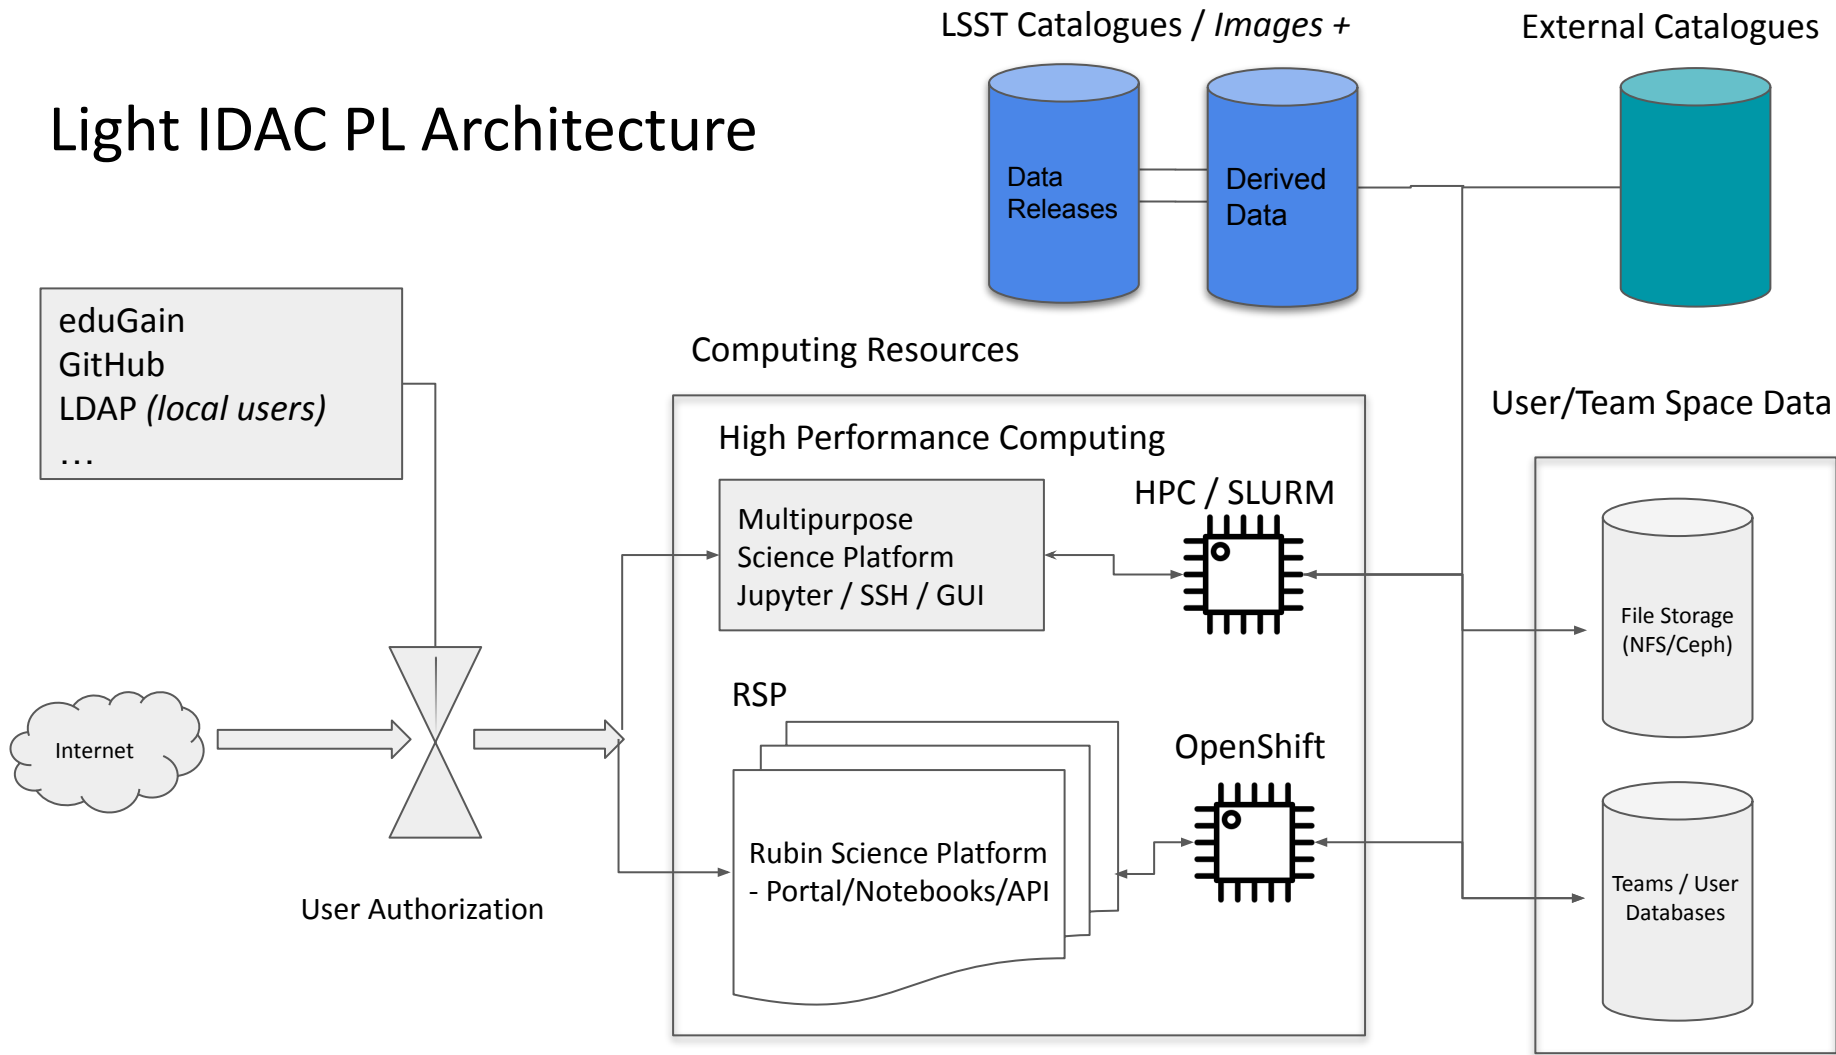 LSST Catalogues / Images +
External Catalogues
Light IDAC PL Architecture
Data
Releases
Derived
Data
eduGain
GitHub
LDAP (local users)
...
Computing Resources
User/Team Space Data
High Performance Computing
HPC / SLURM
Multipurpose
Science Platform
Jupyter / SSH / GUI
File Storage
(NFS/Ceph)
RSP
Internet
OpenShift
Rubin Science Platform
- Portal/Notebooks/API
Teams / User
Databases
User Authorization